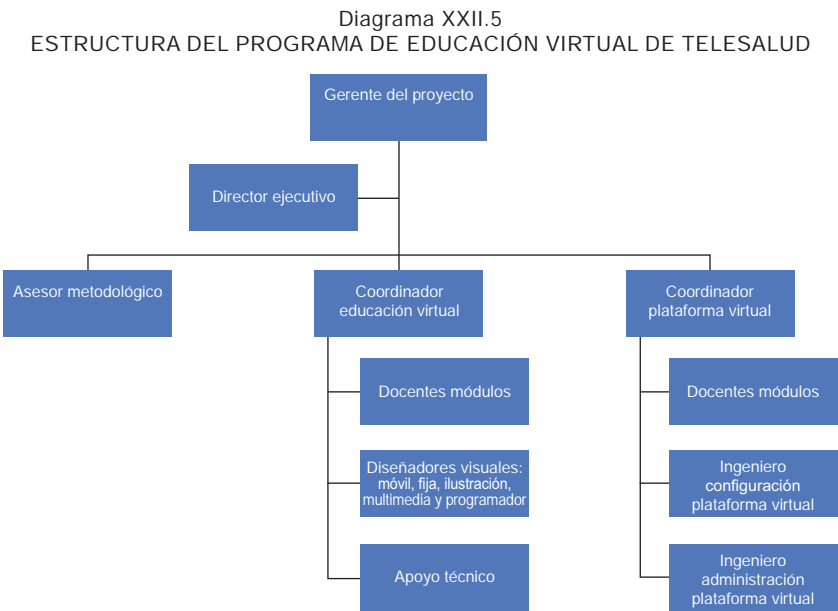 Diagrama XXII.5
ESTRUCTURA DEL PROGRAMA DE EDUCACIÓN VIRTUAL DE TELESALUD
Gerente del proyecto
Director ejecutivo
Asesor metodológico
Coordinador
educación virtual
Coordinador
plataforma virtual
Docentes módulos
Docentes módulos
Diseñadores visuales:
móvil, fija, ilustración,
multimedia y programador
Ingeniero
configuración
plataforma virtual
Apoyo técnico
Ingeniero
administración
plataforma virtual